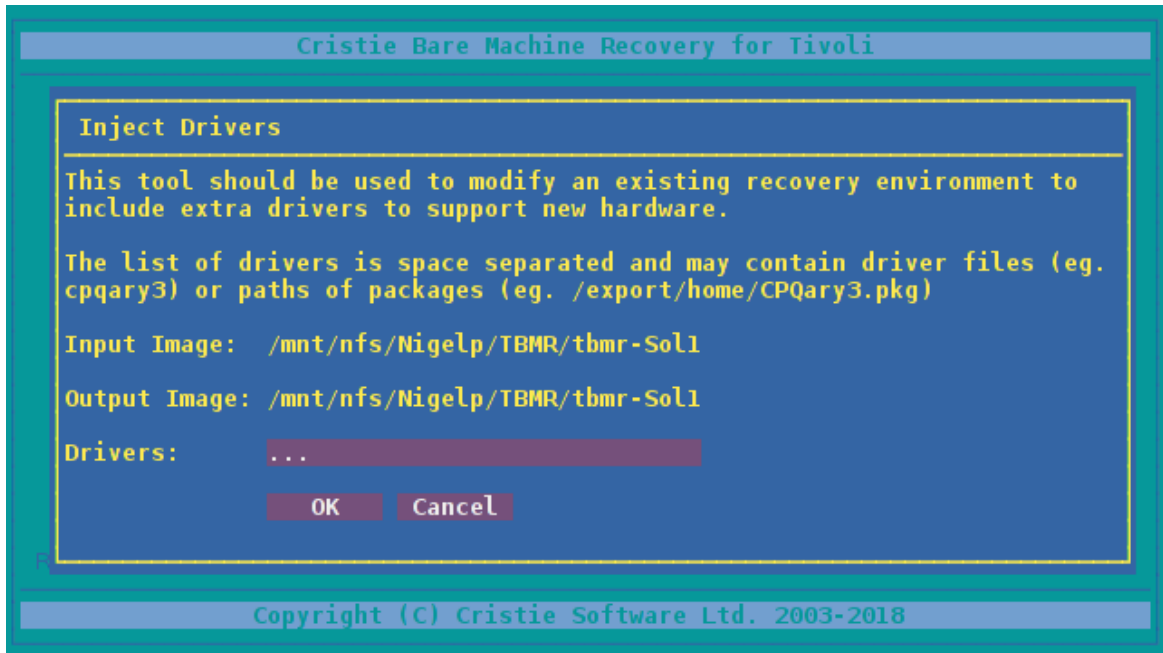 Cristie Bare Machine Recovery for Tivoli
Inject Drivers
This tool should be used to modify an existing recovery environment to
include extra drivers to support new hardware.
The list of drivers is space separated and may contain driver files (eg.
cpqary3) or paths of packages (eg. /export/home/CPQary3.pkg)
Input Image: /mnt/nfs/Nigelp/TBMR/tbmr-Sol1
Output Image: /mnt/nfs/Nigelp/TBMR/tbmr-Sol1
Drivers: ...
OK Cancel
R
Copyright (C) Cristie Software Ltd. 2003-2018